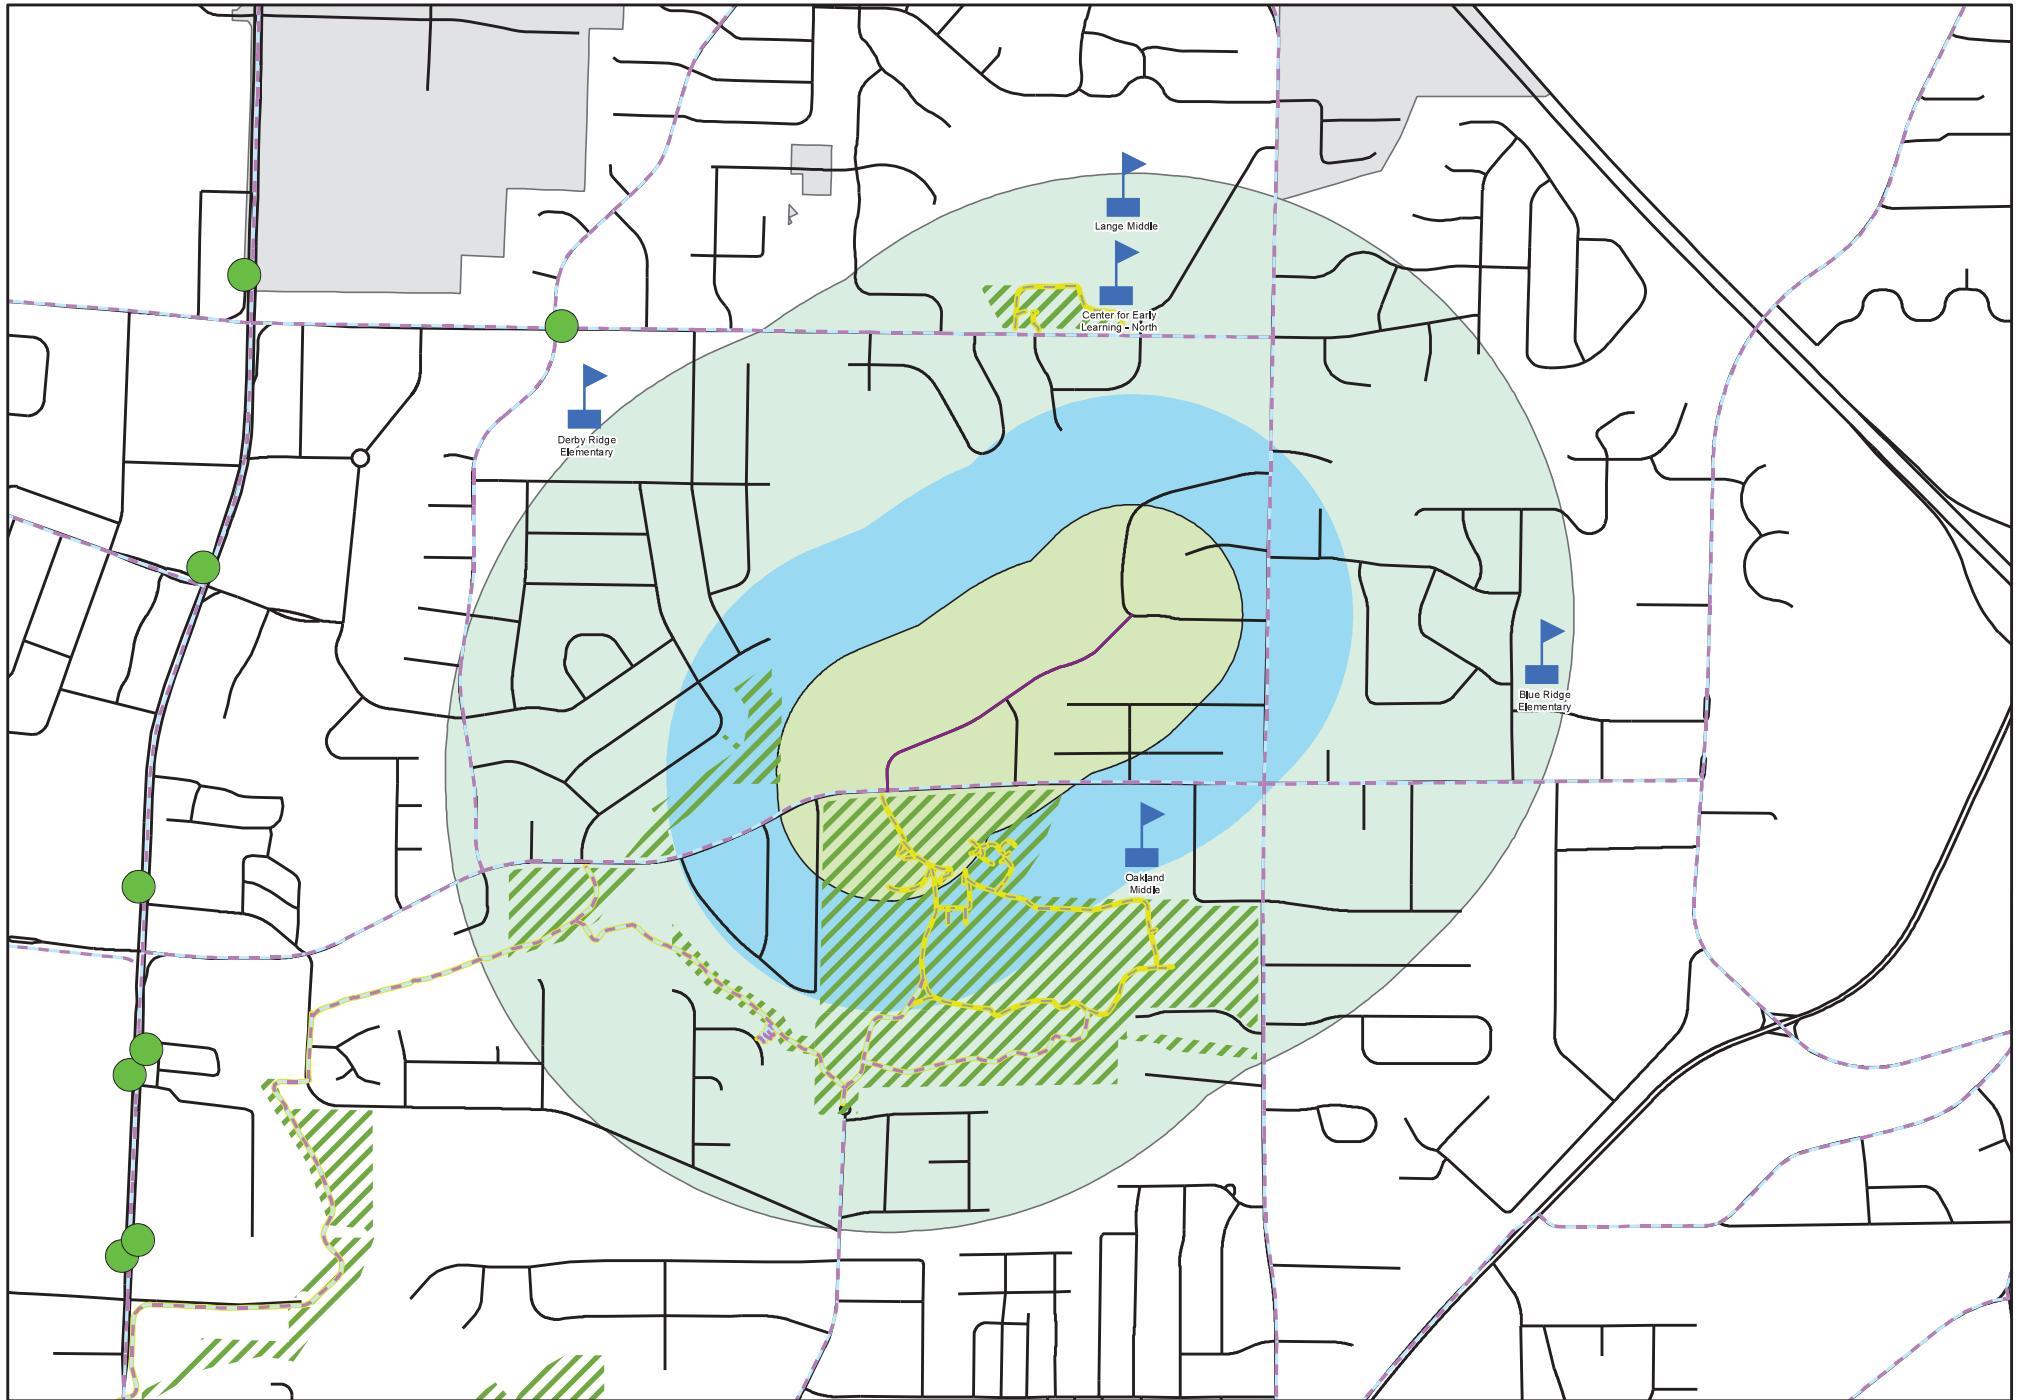 Lange Middle
Center for Early
Learning - North
Derby Ridge
Elementary
Blue Ridge
Elementary
Oakland
Middle